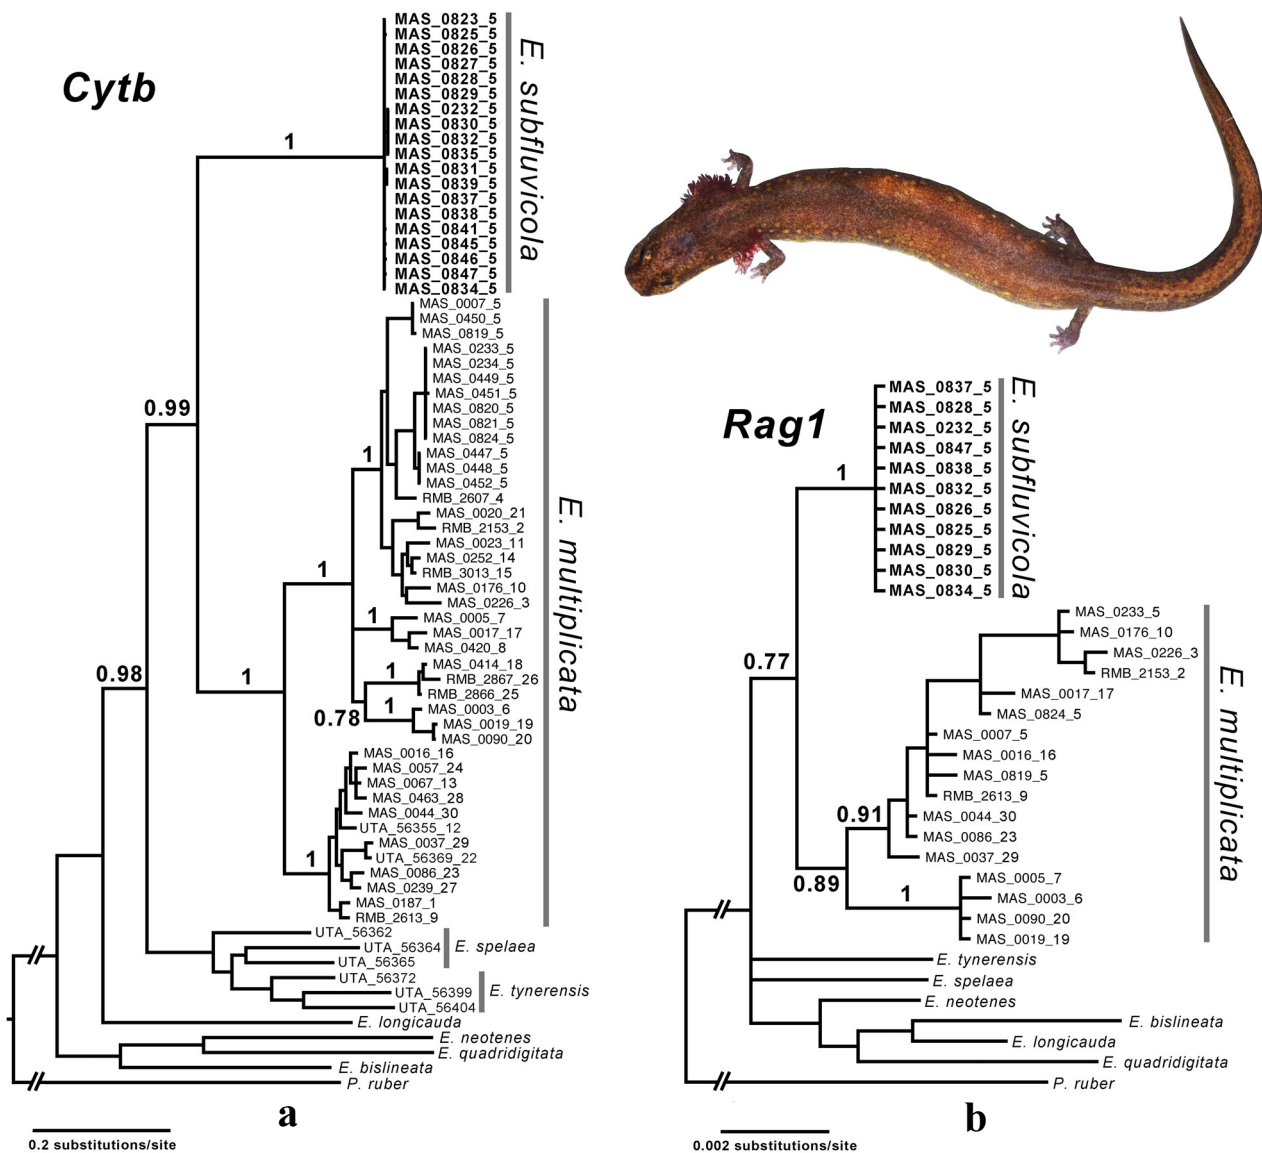 Cytb
MAS_0823_5
MAS_0825_5
MAS_0826_5
MAS_0827_5
MAS_0828_5
MAS_0829_5
MAS_0232_5
MAS_0830_5
MAS_0832_5
MAS_0835_5
MAS_0831_5
MAS_0839_5
MAS_0837_5
MAS_0838_5
MAS_0841_5
MAS_0845_5
MAS_0846_5
MAS_0847_5
MAS_0834_5
E. subfluvicola
1
MAS_0007_5
MAS_0450_5
MAS_0819_5
MAS_0233_5
MAS_0234_5
MAS_0449_5
MAS_0451_5
MAS_0820_5
MAS_0821_5
MAS_0824_5
MAS_0447_5
MAS_0448_5
MAS_0452_5
RMB_2607_4
MAS_0020_21
RMB_2153_2
MAS_0023_11
MAS_0252_14
RMB_3013_15
MAS_0176_10
MAS_0226_3
MAS_0005_7
MAS_0017_17
MAS_0420_8
MAS_0414_18
RMB_2867_26
RMB_2866_25
MAS_0003_6
MAS_0019_19
MAS_0090_20
MAS_0016_16
MAS_0057_24
MAS_0067_13
MAS_0463_28
MAS_0044_30
UTA_56355_12
MAS_0037_29
UTA_56369_22
MAS_0086_23
MAS_0239_27
MAS_0187_1
RMB_2613_9
E. multiplicata
0.99
1
1
1
1
1
0.78
0.98
1
1
UTA_56362
UTA_56364
UTA_56365
E. spelaea
UTA_56372
UTA_56399
UTA_56404
E. tynerensis
E. longicauda
E. neotenes
E. quadridigitata
E. bislineata
P. ruber
a
0.2 substitutions/site
Rag1
MAS_0837_5
MAS_0828_5
MAS_0232_5
MAS_0847_5
MAS_0838_5
MAS_0832_5
MAS_0826_5
MAS_0825_5
MAS_0829_5
MAS_0830_5
MAS_0834_5
E. subfluvicola
1
MAS_0233_5
MAS_0176_10
MAS_0226_3
RMB_2153_2
MAS_0017_17
MAS_0824_5
MAS_0007_5
MAS_0016_16
MAS_0819_5
RMB_2613_9
MAS_0044_30
MAS_0086_23
MAS_0037_29
MAS_0005_7
MAS_0003_6
MAS_0090_20
MAS_0019_19
E. multiplicata
0.77
0.91
0.89
1
E. tynerensis
E. spelaea
E. neotenes
E. bislineata
E. longicauda
E. quadridigitata
P. ruber
b
0.002 substitutions/site